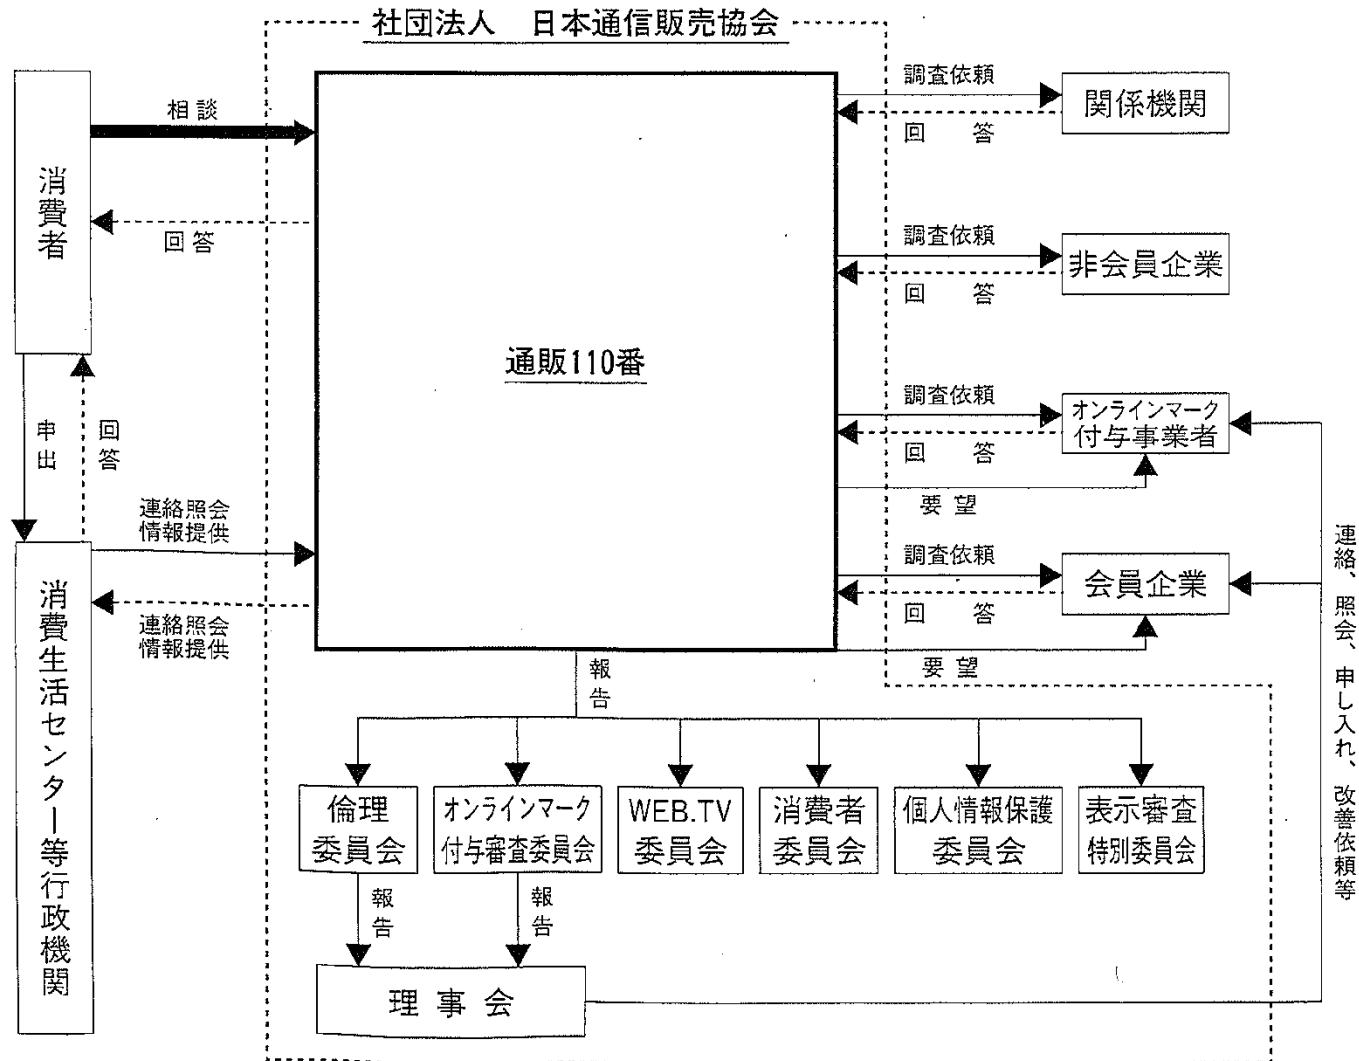 社団法人　日本通信販売協会
消費者
相談
回答
申出
回答
消費生活センター等行政機関
連絡照会
情報提供
連絡照会
情報提供
通販110番
調査依頼
回　答
関係機関
調査依頼
回　答
非会員企業
調査依頼
回　答
要望
オンラインマーク
付与事業者
調査依頼
回　答
要望
会員企業
連絡、照会、申し入れ、改善依頼等
報告
倫理
委員会
オンラインマーク
付与審査委員会
WEB.TV
委員会
消費者
委員会
個人情報保護
委員会
表示審査
特別委員会
報告
報告
理事会